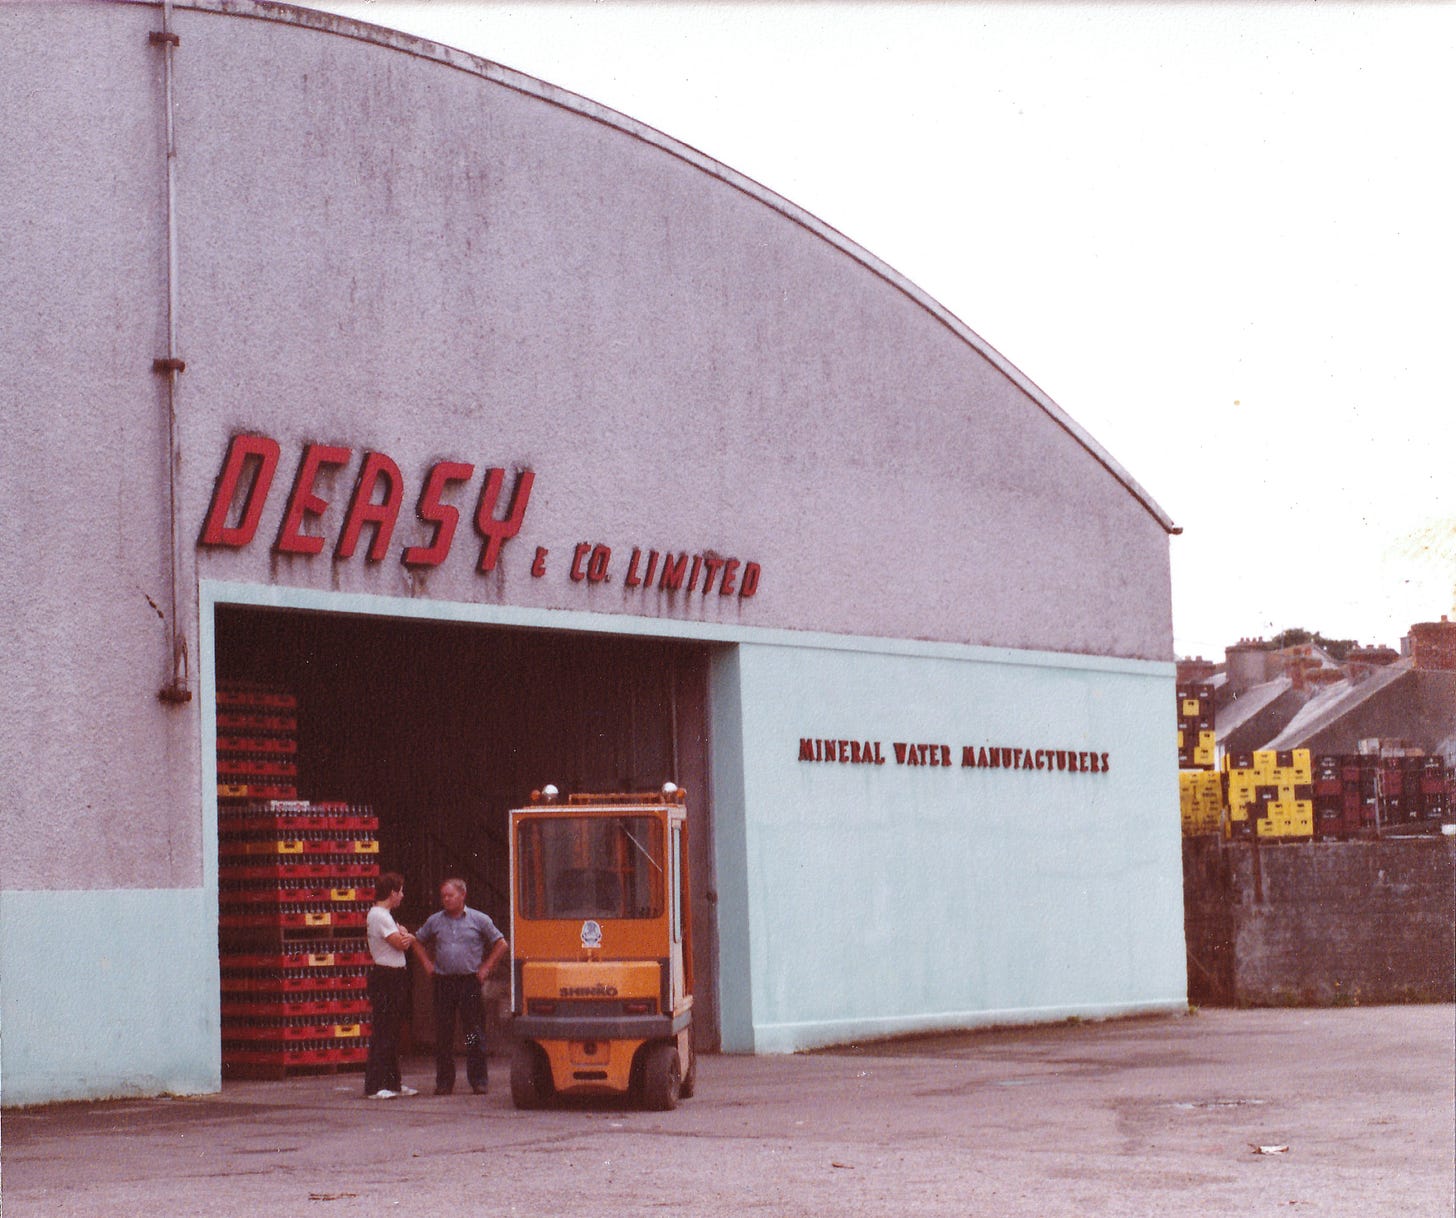 DEASY & CO. LIMITED
MINERAL WATER MANUFACTURERS
SHINKO